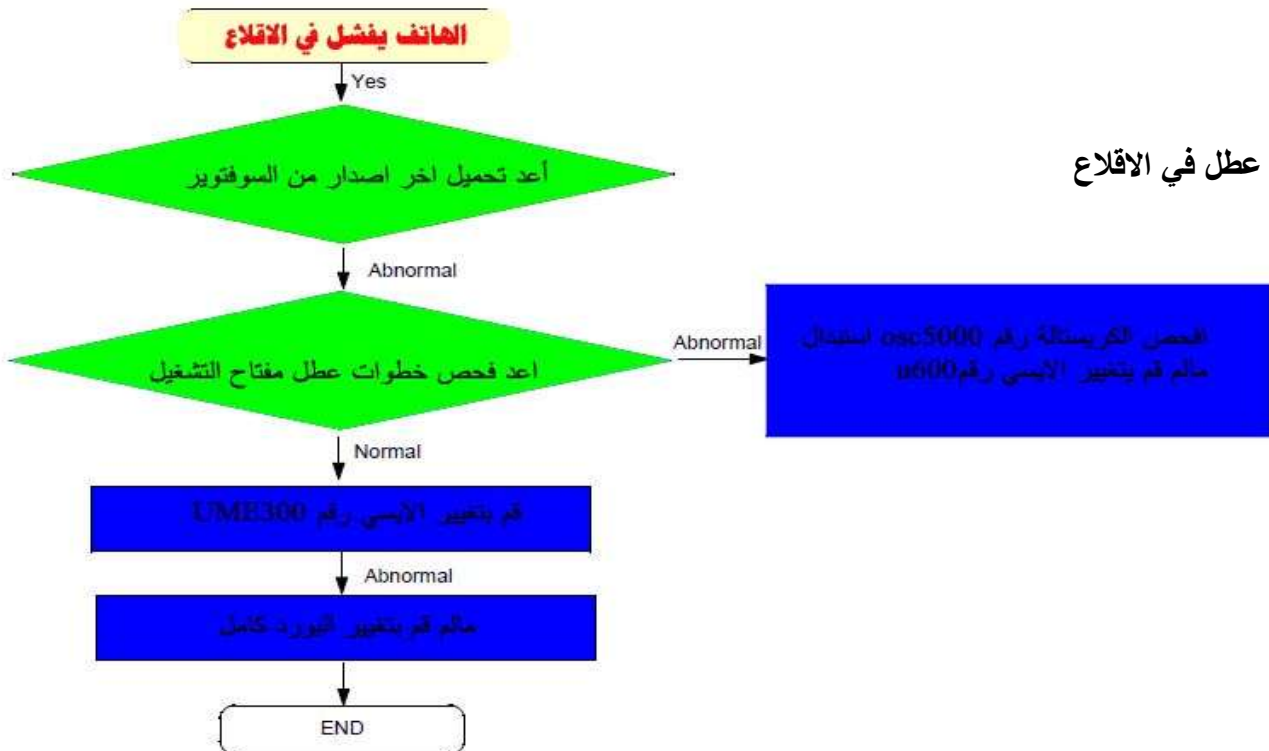 الهاتف يفشل في الاقلاع
Yes
أعد تحميل اخر اصدار من السوفتوير
عطل في الاقلاع
Abnormal
اعد فحص خطوات عطل مفتاح التشغيل
Abnormal
افحص الكريستالة رقم osc5000 استبدال
مالم قم بتغيير الايسي رقمu600
Normal
قم بتغيير الايسي رقم UME300
Abnormal
مالم قم بتغيير البورد كامل
END